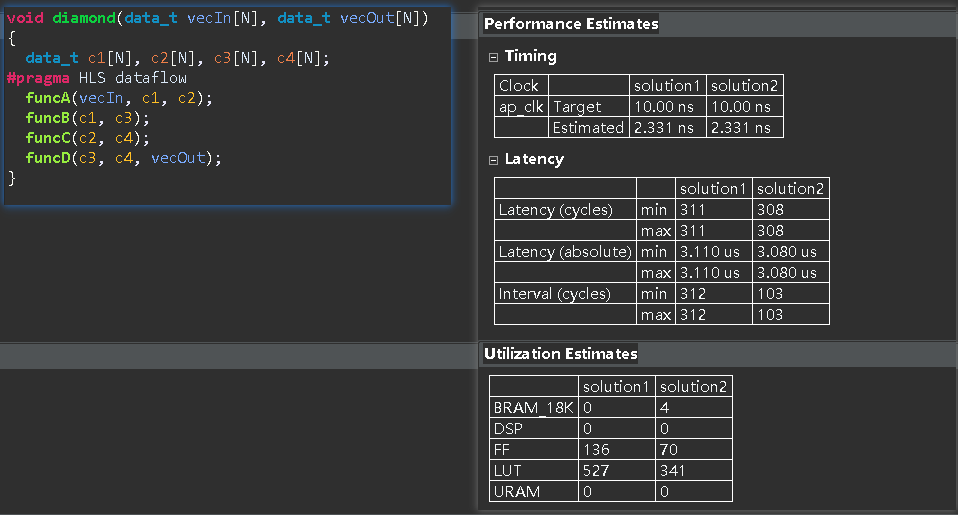 void diamond(data_t vecIn[N], data_t vecOut[N])
{
data_t c1[N], c2[N], c3[N], c4[N];
#pragma HLS dataflow
funcA(vecIn, c1, c2);
funcB(c1, c3);
funcC(c2, c4);
funcD(c3, c4, vecOut);
}
Performance Estimates
Timing
Clock solution1 solution2
ap_clk Target 10.00 ns 10.00 ns
Estimated 2.331 ns 2.331 ns
Latency
solution1 solution2
Latency (cycles) min 311 308
max 311 308
Latency (absolute) min 3.110 us 3.080 us
max 3.110 us 3.080 us
Interval (cycles) min 312 103
max 312 103
Utilization Estimates
solution1 solution2
BRAM_18K 0 4
DSP 0 0
FF 136 70
LUT 527 341
URAM 0 0